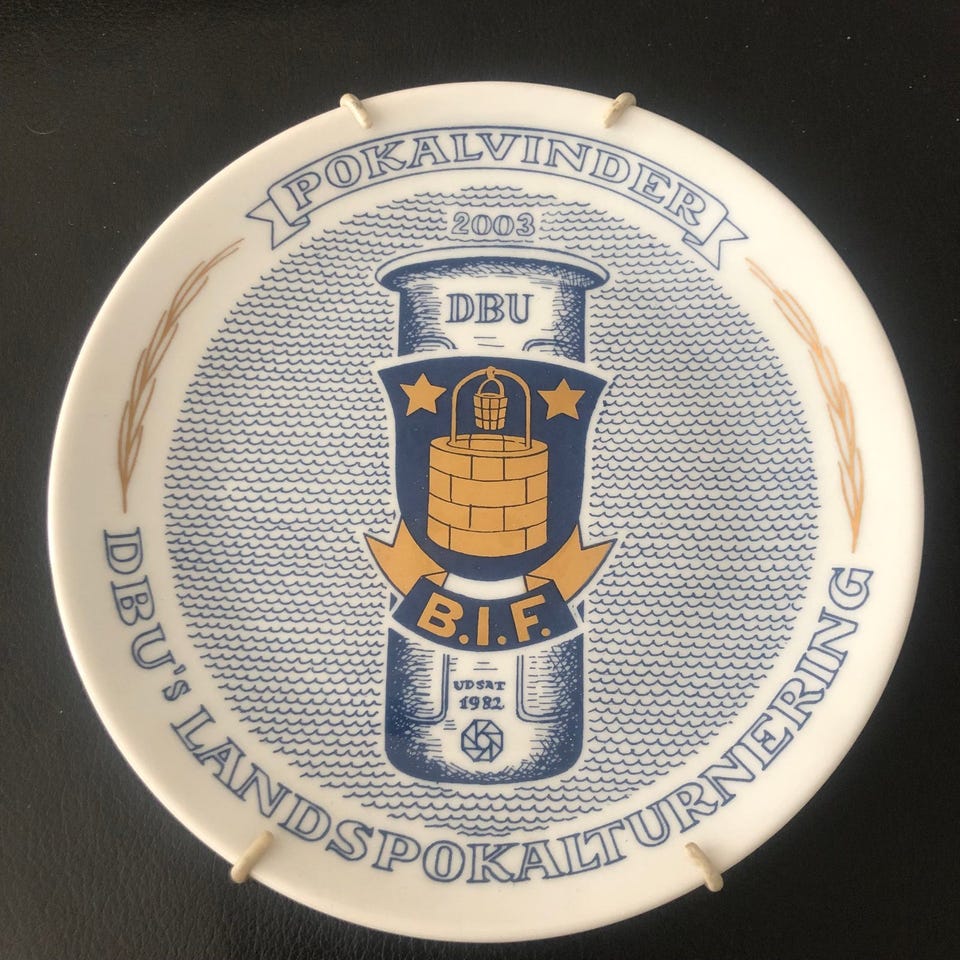 POKALVINDER
2003
DBU
B.I.F.
UDSAT
1982
DBU's LANDSPOKALTURNERING